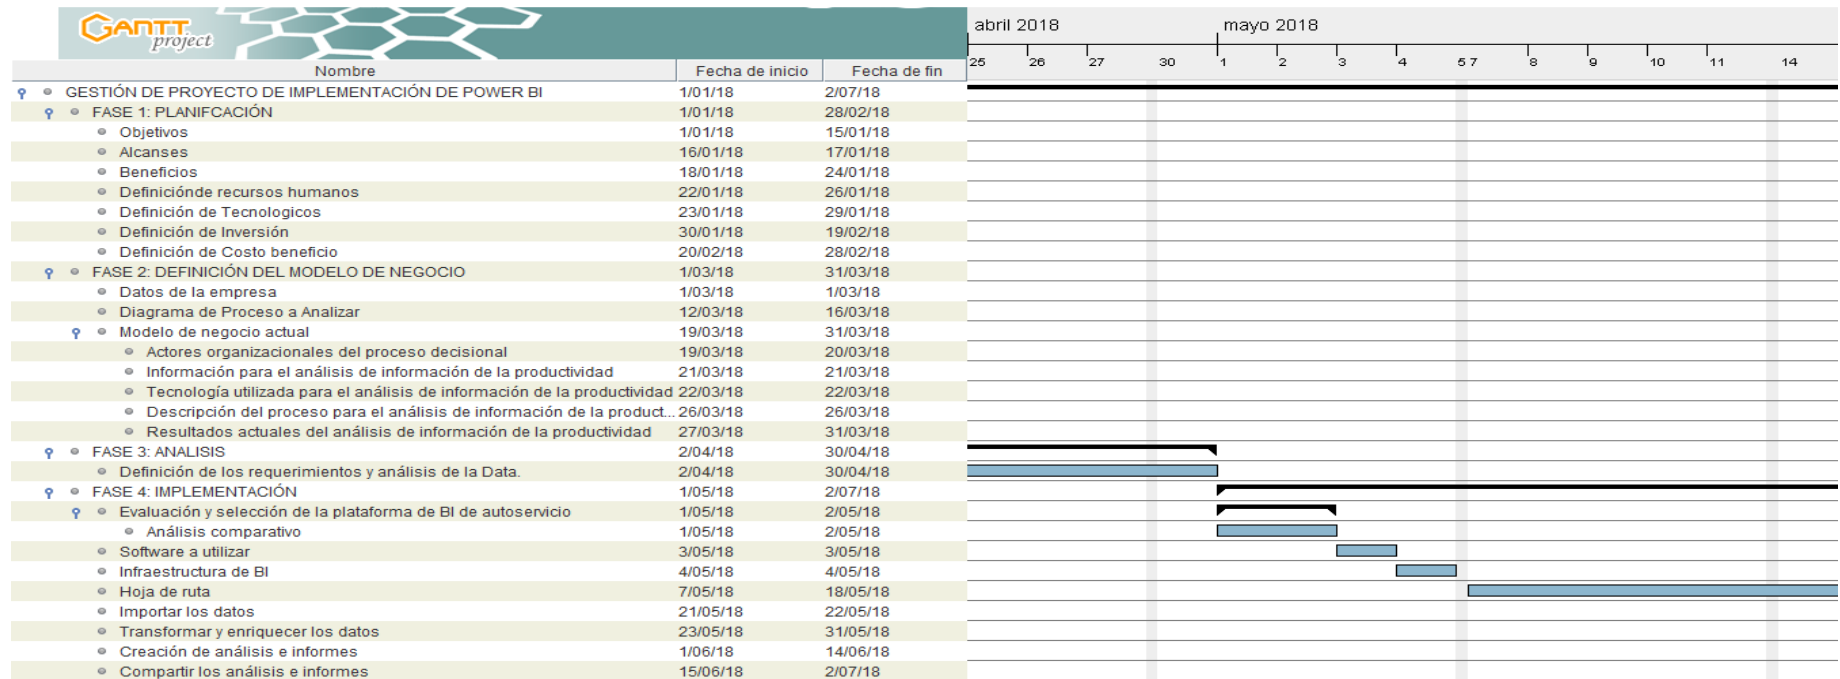 GANTT
project
abril 2018 mayo 2018
25 26 27 30 1 2 3 4 5 7 8 9 10 11 14
Nombre Fecha de inicio Fecha de fin
GESTIÓN DE PROYECTO DE IMPLEMENTACIÓN DE POWER BI 1/01/18 2/07/18
FASE 1: PLANIFCACIÓN 1/01/18 28/02/18
Objetivos 1/01/18 15/01/18
Alcanses 16/01/18 17/01/18
Beneficios 18/01/18 24/01/18
Definiciónde recursos humanos 22/01/18 26/01/18
Definición de Tecnologicos 23/01/18 29/01/18
Definición de Inversión 30/01/18 19/02/18
Definición de Costo beneficio 20/02/18 28/02/18
FASE 2: DEFINICIÓN DEL MODELO DE NEGOCIO 1/03/18 31/03/18
Datos de la empresa 1/03/18 1/03/18
Diagrama de Proceso a Analizar 12/03/18 16/03/18
Modelo de negocio actual 19/03/18 31/03/18
Actores organizacionales del proceso decisional 19/03/18 20/03/18
Información para el análisis de información de la productividad 21/03/18 21/03/18
Tecnología utilizada para el análisis de información de la productividad 22/03/18 22/03/18
Descripción del proceso para el análisis de información de la product... 26/03/18 26/03/18
Resultados actuales del análisis de información de la productividad 27/03/18 31/03/18
FASE 3: ANALISIS 2/04/18 30/04/18
Definición de los requerimientos y análisis de la Data. 2/04/18 30/04/18
FASE 4: IMPLEMENTACIÓN 1/05/18 2/07/18
Evaluación y selección de la plataforma de BI de autoservicio 1/05/18 2/05/18
Análisis comparativo 1/05/18 2/05/18
Software a utilizar 3/05/18 3/05/18
Infraestructura de BI 4/05/18 4/05/18
Hoja de ruta 7/05/18 18/05/18
Importar los datos 21/05/18 22/05/18
Transformar y enriquecer los datos 23/05/18 31/05/18
Creación de análisis e informes 1/06/18 14/06/18
Compartir los análisis e informes 15/06/18 2/07/18